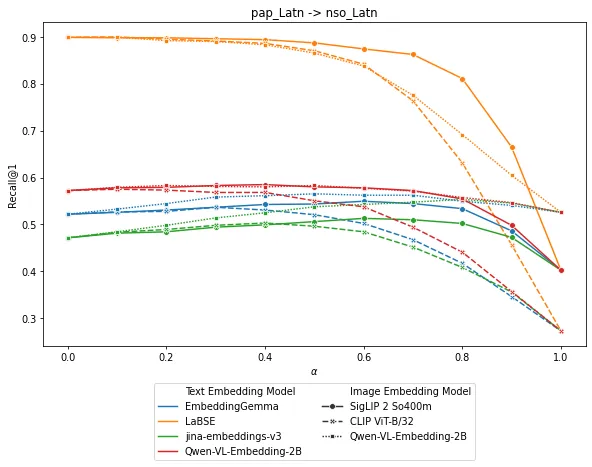 pap_Latn -> nso_Latn
Recall@1
0.9
0.8
0.7
0.6
0.5
0.4
0.3
0.0 0.2 0.4 0.6 0.8 1.0
α
Text Embedding Model Image Embedding Model
EmbeddingGemma SigLIP 2 So400m
LaBSE CLIP ViT-B/32
jina-embeddings-v3 Qwen-VL-Embedding-2B
Qwen-VL-Embedding-2B